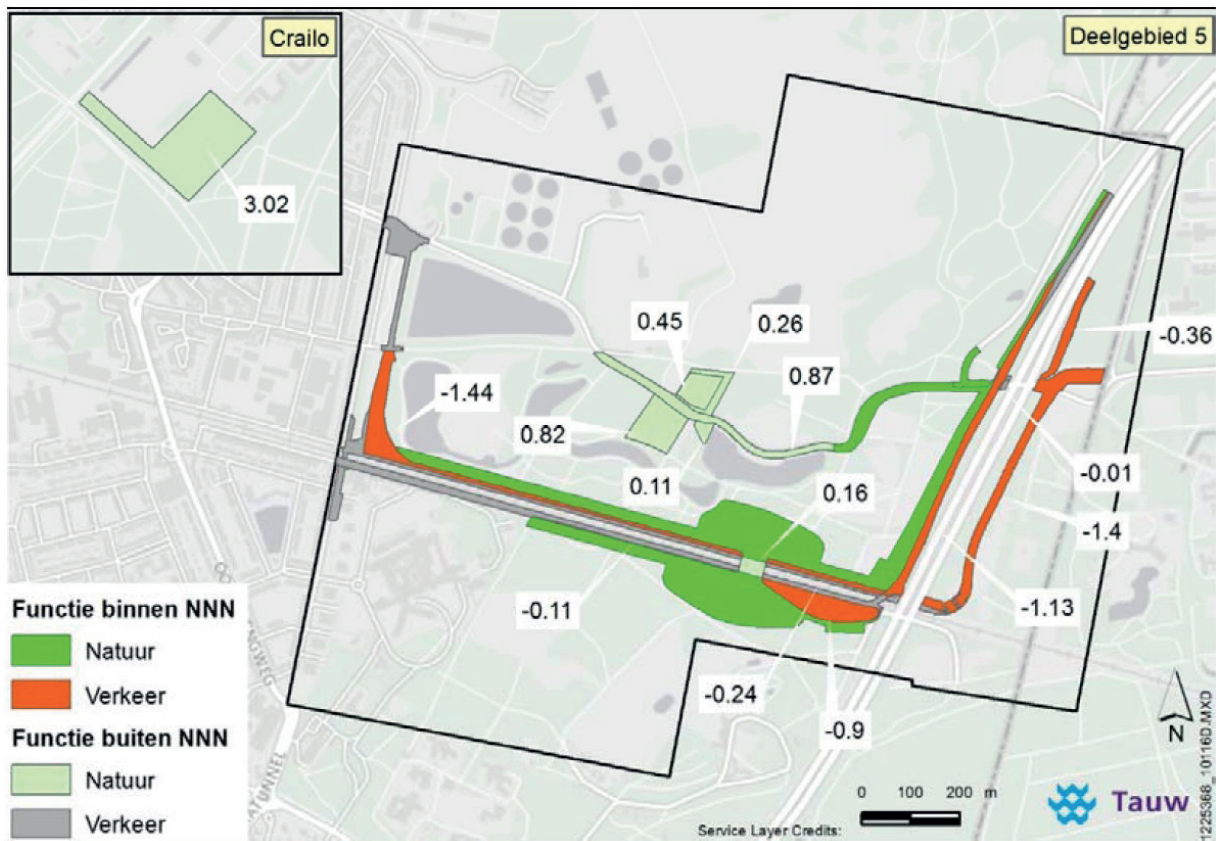 Crailo
Deelgebied 5
3.02
0.45
0.26
-0.36
0.87
-1.44
0.82
0.11
0.16
-0.01
-1.4
-0.11
-1.13
-0.24
-0.9
Functie binnen NNN
Natuur
Verkeer
Functie buiten NNN
Natuur
Verkeer
NGWEG
ATUNNEL
N
0 100 200 m
Service Layer Credits:
Tauw
1225368_10116D.MXD